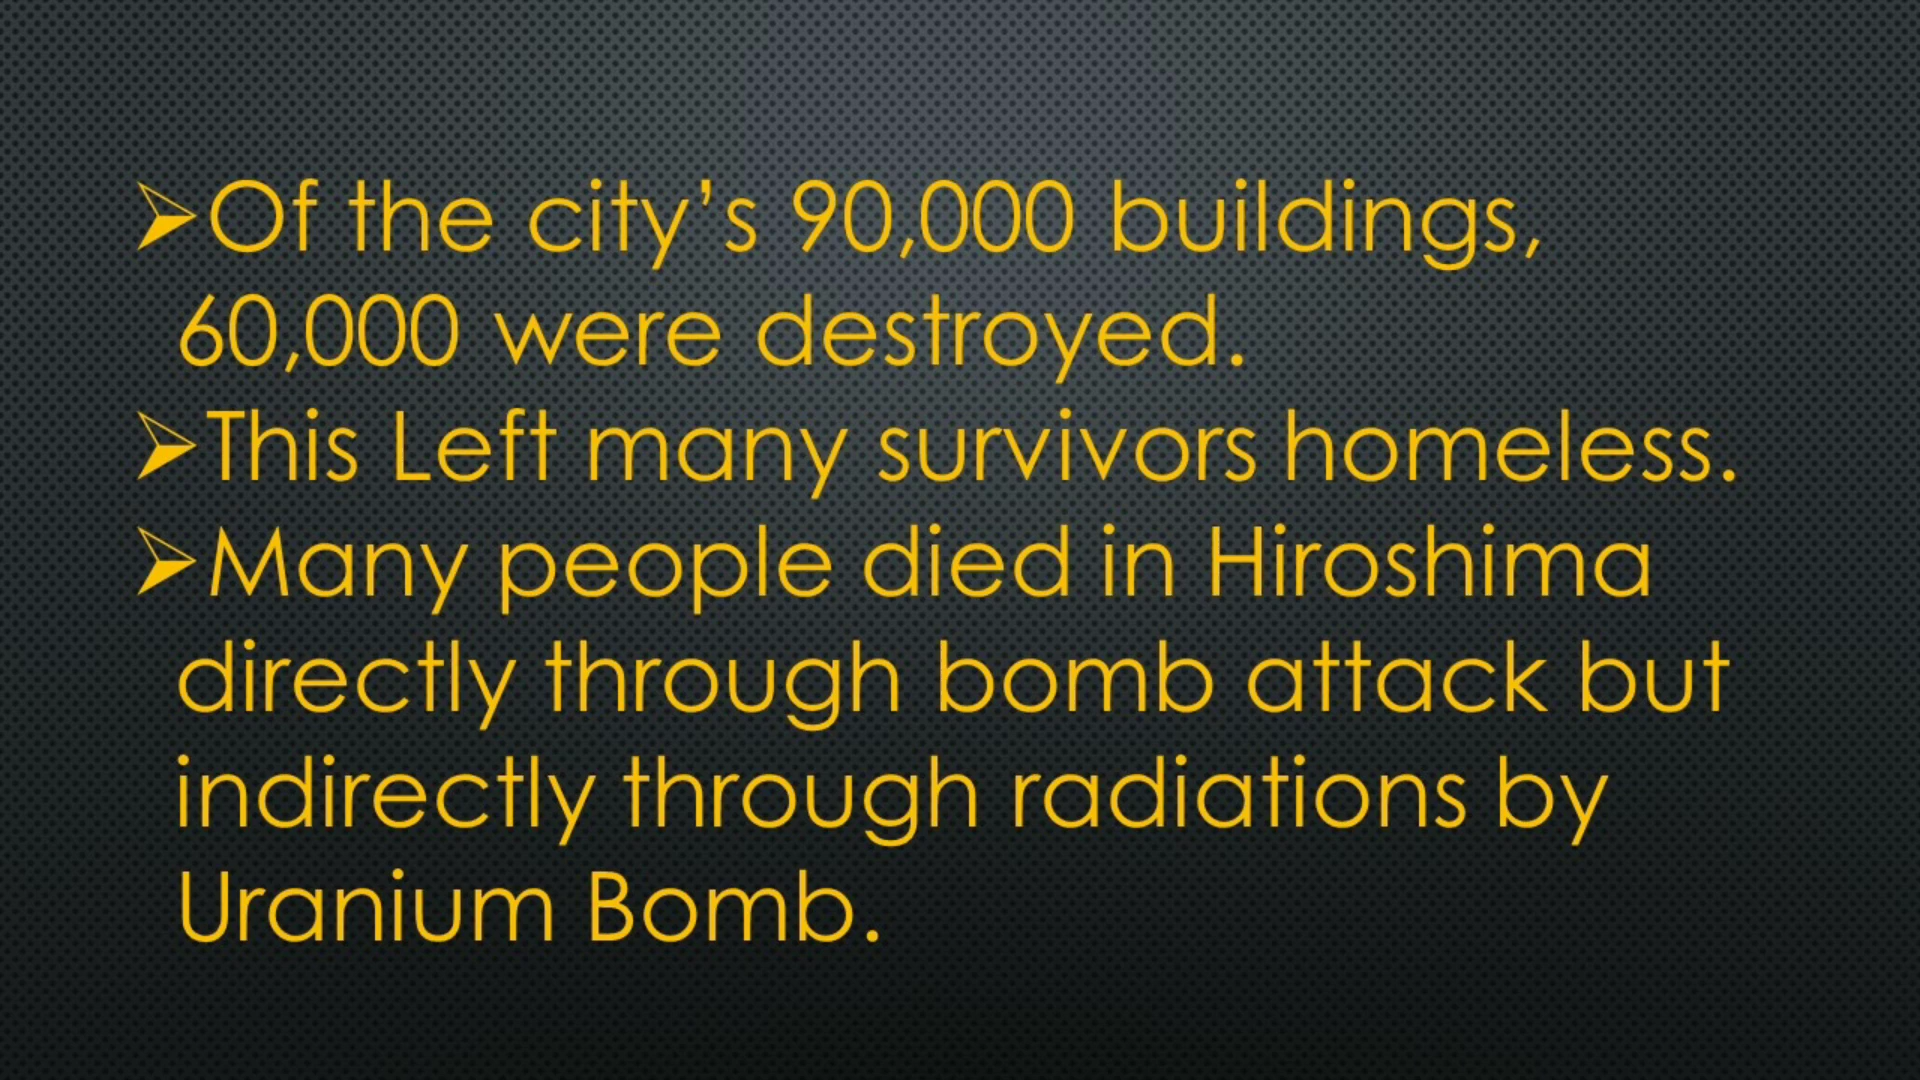 ➢Of the city’s 90,000 buildings,
60,000 were destroyed.
➢This Left many survivors homeless.
➢Many people died in Hiroshima
directly through bomb attack but
indirectly through radiations by
Uranium Bomb.